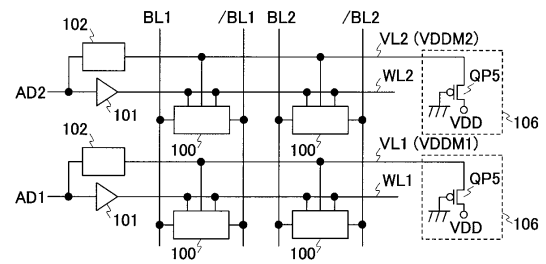 BL1 /BL1 BL2 /BL2
102 VL2 (VDDM2)
WL2 QP5
AD2
101 VDD
102 100 100 106
VL1 (VDDM1)
WL1 QP5
AD1
101 VDD
100 100 106